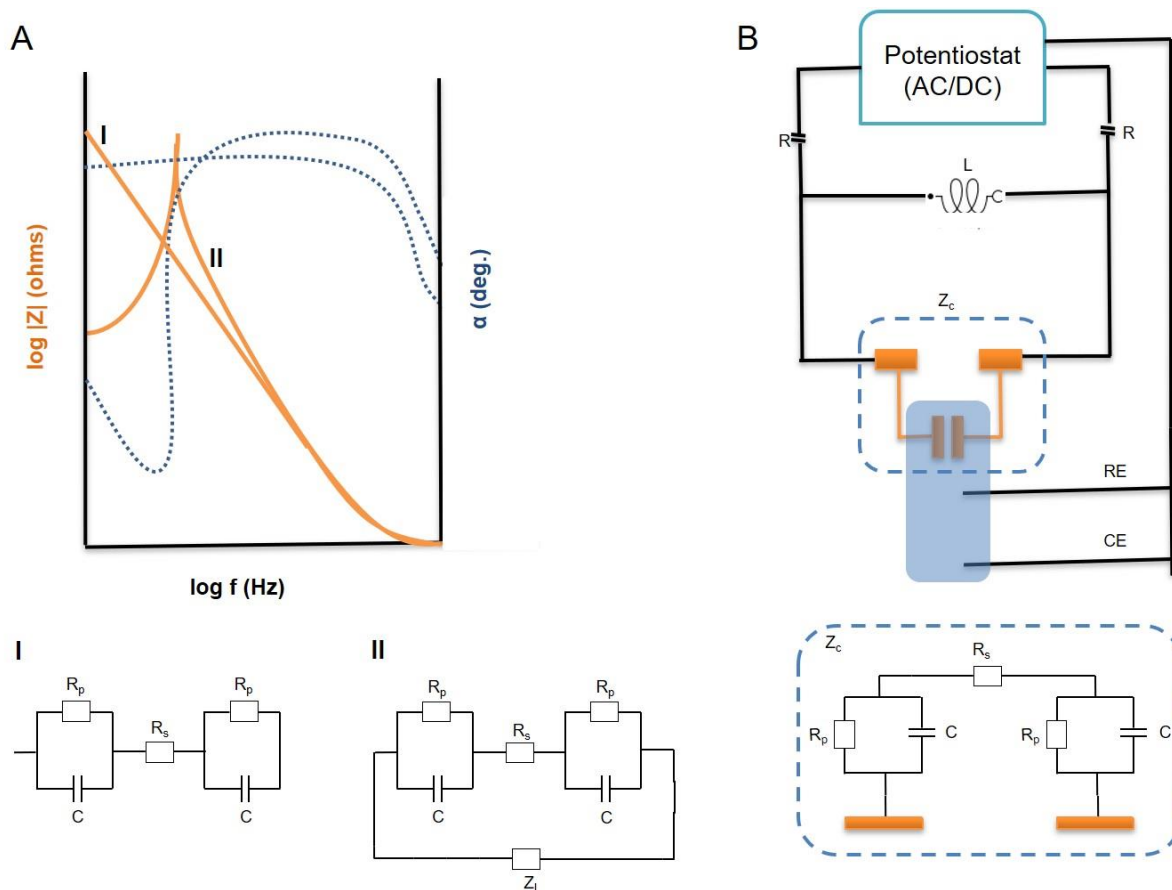 A
I
II
log |Z| (ohms)
α (deg.)
log f (Hz)
I
Rp
Rp
Rs
C
C
II
Rp
Rp
Rs
C
C
ZL
B
Potentiostat
(AC/DC)
R
R
L
Zc
RE
CE
Zc
Rs
Rp
C
Rp
C